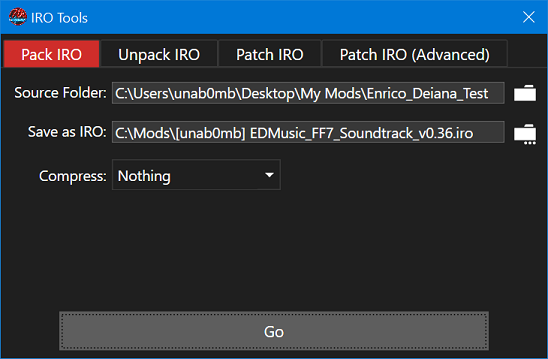 IRO Tools
Pack IRO Unpack IRO Patch IRO Patch IRO (Advanced)
Source Folder: C:\Users\unab0mb\Desktop\My Mods\Enrico_Deiana_Test
Save as IRO: C:\Mods\[unab0mb] EDMusic_FF7_Soundtrack_v0.36.iro
Compress: Nothing
Go